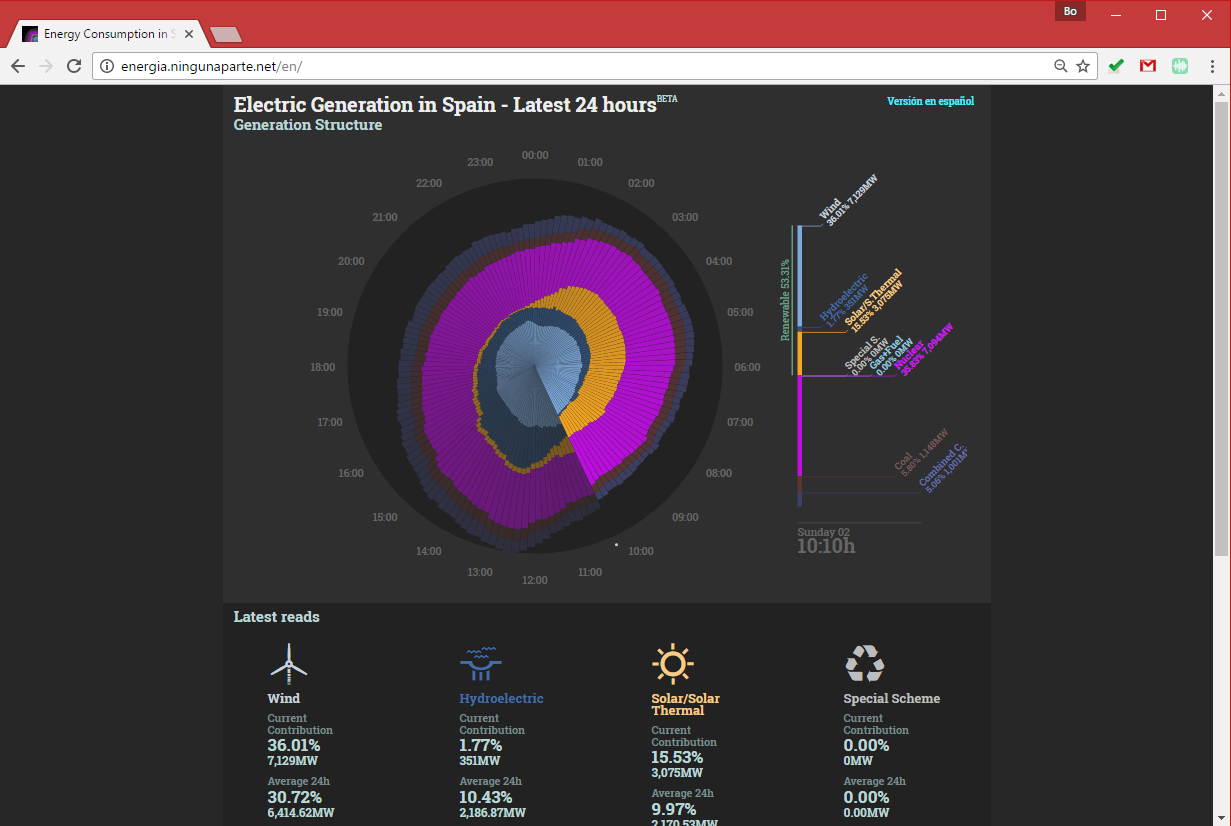 Bo
Energy Consumption in S
energia.ningunaparte.net/en/
Electric Generation in Spain - Latest 24 hours BETA
Versión en español
Generation Structure
00:00
01:00
02:00
03:00
04:00
05:00
06:00
07:00
08:00
09:00
10:00
11:00
12:00
13:00
14:00
15:00
16:00
17:00
18:00
19:00
20:00
21:00
22:00
23:00
Renewable 53.31%
Wind
36.01% 7,129MW
Hydroelectric
1.77% 351MW
Solar/S.Thermal
15.53% 3,075MW
Special S.
0.00% 0MW
Gas+Fuel
0.00% 0MW
Nuclear
35.83% 7,094MW
Coal
5.80% 1,148MW
Combined C.
5.06% 1,001M
Sunday 02
10:10h
Latest reads
Wind
Current
Contribution
36.01%
7,129MW
Average 24h
30.72%
6,414.62MW
Hydroelectric
Current
Contribution
1.77%
351MW
Average 24h
10.43%
2,186.87MW
Solar/Solar
Thermal
Current
Contribution
15.53%
3,075MW
Average 24h
9.97%
2,170.53MW
Special Scheme
Current
Contribution
0.00%
0MW
Average 24h
0.00%
0.00MW